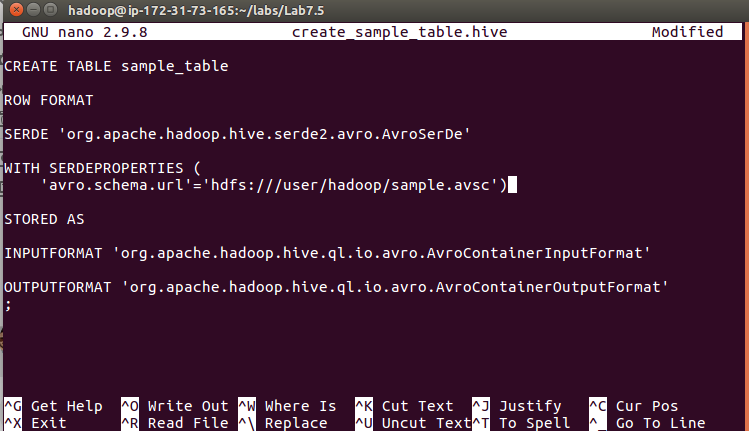 hadoop@ip-172-31-73-165:~/labs/Lab7.5
GNU nano 2.9.8 create_sample_table.hive Modified
CREATE TABLE sample_table
ROW FORMAT
SERDE 'org.apache.hadoop.hive.serde2.avro.AvroSerDe'
WITH SERDEPROPERTIES (
'avro.schema.url'='hdfs:///user/hadoop/sample.avsc')
STORED AS
INPUTFORMAT 'org.apache.hadoop.hive.ql.io.avro.AvroContainerInputFormat'
OUTPUTFORMAT 'org.apache.hadoop.hive.ql.io.avro.AvroContainerOutputFormat'
;
^G Get Help ^O Write Out ^W Where Is ^K Cut Text ^J Justify ^C Cur Pos
^X Exit ^R Read File ^\ Replace ^U Uncut Text ^T To Spell ^_ Go To Line